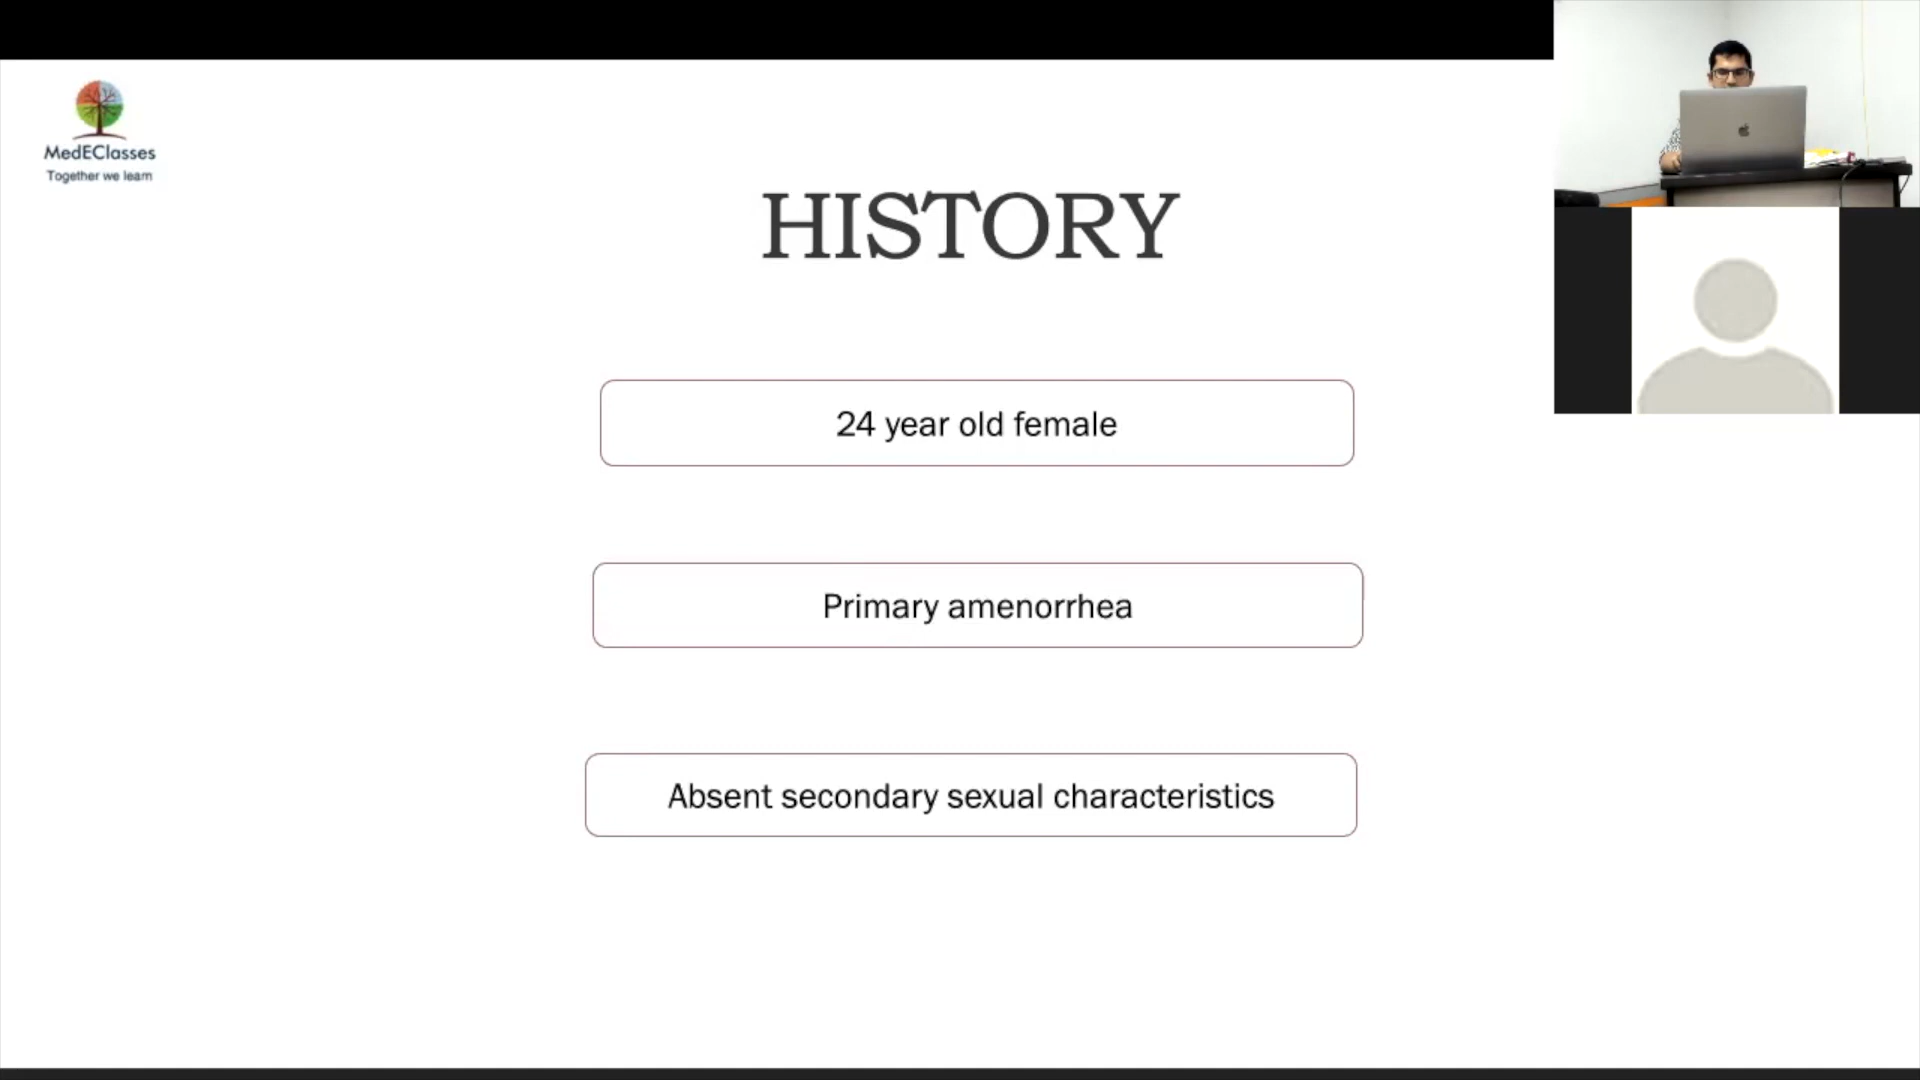 MedEClasses
Together we learn
HISTORY
24 year old female
Primary amenorrhea
Absent secondary sexual characteristics